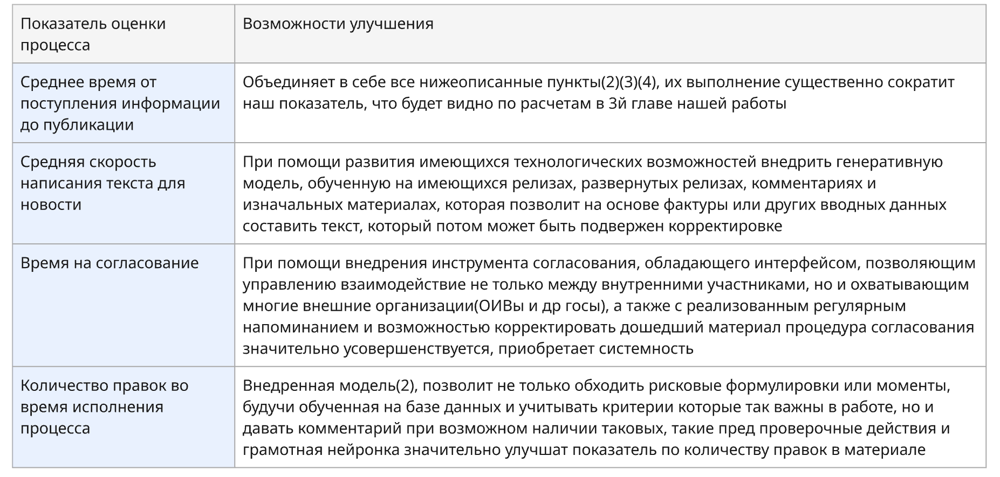 Показатель оценки
процесса
Возможности улучшения
Среднее время от
поступления информации
до публикации
Объединяет в себе все нижеописанные пункты(2)(3)(4), их выполнение существенно сократит
наш показатель, что будет видно по расчетам в 3й главе нашей работы
Средняя скорость
написания текста для
новости
При помощи развития имеющихся технологических возможностей внедрить генеративную
модель, обученную на имеющихся релизах, развернутых релизах, комментариях и
изначальных материалах, которая позволит на основе фактуры или других вводных данных
составить текст, который потом может быть подвержен корректировке
Время на согласование
При помощи внедрения инструмента согласования, обладающего интерфейсом, позволяющим
управлению взаимодействие не только между внутренними участниками, но и охватывающим
многие внешние организации(ОИВы и др госы), а также с реализованным регулярным
напоминанием и возможностью корректировать дошедший материал процедура согласования
значительно усовершенствуется, приобретает системность
Количество правок во
время исполнения
процесса
Внедренная модель(2), позволит не только обходить рисковые формулировки или моменты,
будучи обученная на базе данных и учитывать критерии которые так важны в работе, но и
давать комментарий при возможном наличии таковых, такие пред проверочные действия и
грамотная нейронка значительно улучшат показатель по количеству правок в материале